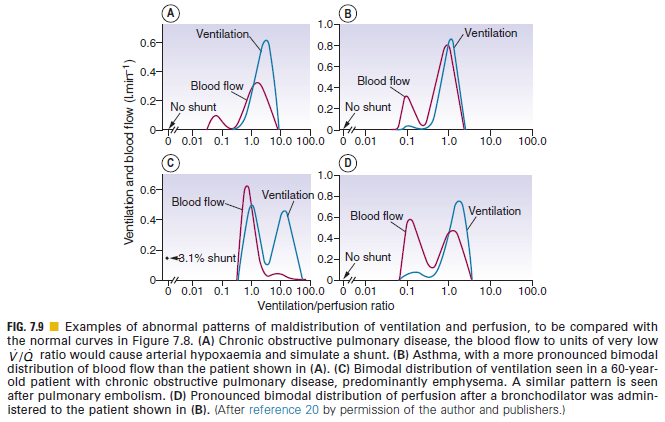 A
Ventilation
0.6
0.4
0.2
0
Blood flow
No shunt
0 0.01 0.1 1.0 10.0 100.0
B
1.0
0.8
0.6
0.4
0.2
0
Ventilation
Blood flow
No shunt
0 0.01 0.1 1.0 10.0 100.0
Ventilation and blood flow (l.min⁻¹)
C
0.6
0.4
0.2
0
Blood flow
Ventilation
3.1% shunt
0 0.01 0.1 1.0 10.0 100.0
D
1.0
0.8
0.6
0.4
0.2
0
Blood flow
Ventilation
No shunt
0 0.01 0.1 1.0 10.0 100.0
Ventilation/perfusion ratio
FIG. 7.9 ■ Examples of abnormal patterns of maldistribution of ventilation and perfusion, to be compared with
the normal curves in Figure 7.8. (A) Chronic obstructive pulmonary disease, the blood flow to units of very low
V̇/Q̇ ratio would cause arterial hypoxaemia and simulate a shunt. (B) Asthma, with a more pronounced bimodal
distribution of blood flow than the patient shown in (A). (C) Bimodal distribution of ventilation seen in a 60-year-
old patient with chronic obstructive pulmonary disease, predominantly emphysema. A similar pattern is seen
after pulmonary embolism. (D) Pronounced bimodal distribution of perfusion after a bronchodilator was admin-
istered to the patient shown in (B). (After reference 20 by permission of the author and publishers.)